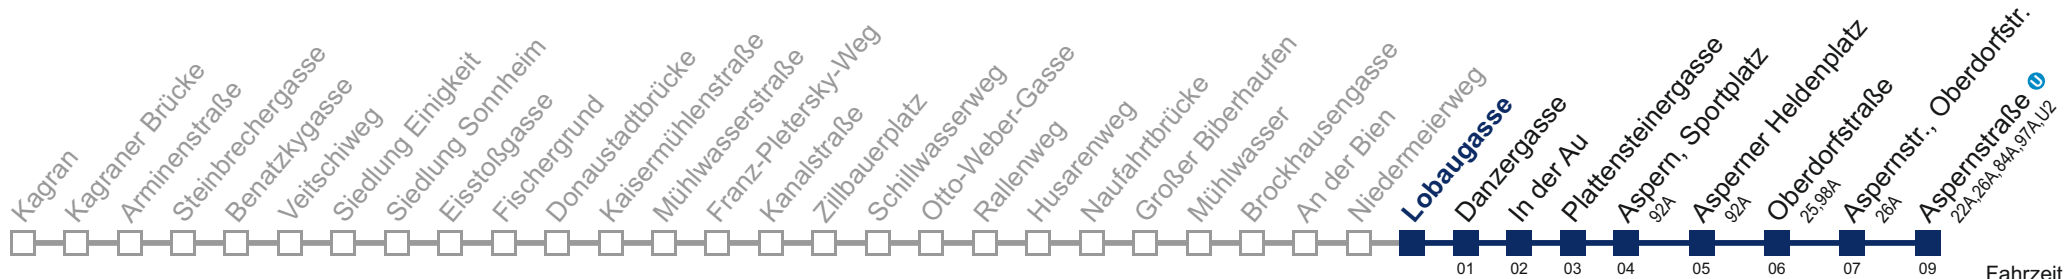 Kagran
Kagraner Brücke
Arminenstraße
Steinbrechergasse
Benatzkygasse
Veitschiweg
Siedlung Einigkeit
Siedlung Sonnheim
Eisstoßgasse
Fischergrund
Donaustadtbrücke
Kaisermühlenstraße
Mühlwasserstraße
Franz-Pletersky-Weg
Kanalstraße
Zillbauerplatz
Schillwasserweg
Otto-Weber-Gasse
Rallenweg
Husarenweg
Naufahrtbrücke
Großer Biberhaufen
Mühlwasser
Brockhausengasse
An der Bien
Niedermeierweg
Lobaugasse
Danzergasse
In der Au
Plattensteinergasse
Aspern, Sportplatz
92A
Asperner Heldenplatz
92A
Oberdorfstraße
25,98A
Aspernstr., Oberdorfstr.
26A
Aspernstraße U
22A,26A,84A,97A,U2
01 02 03 04 05 06 07 09
Fahrzeit